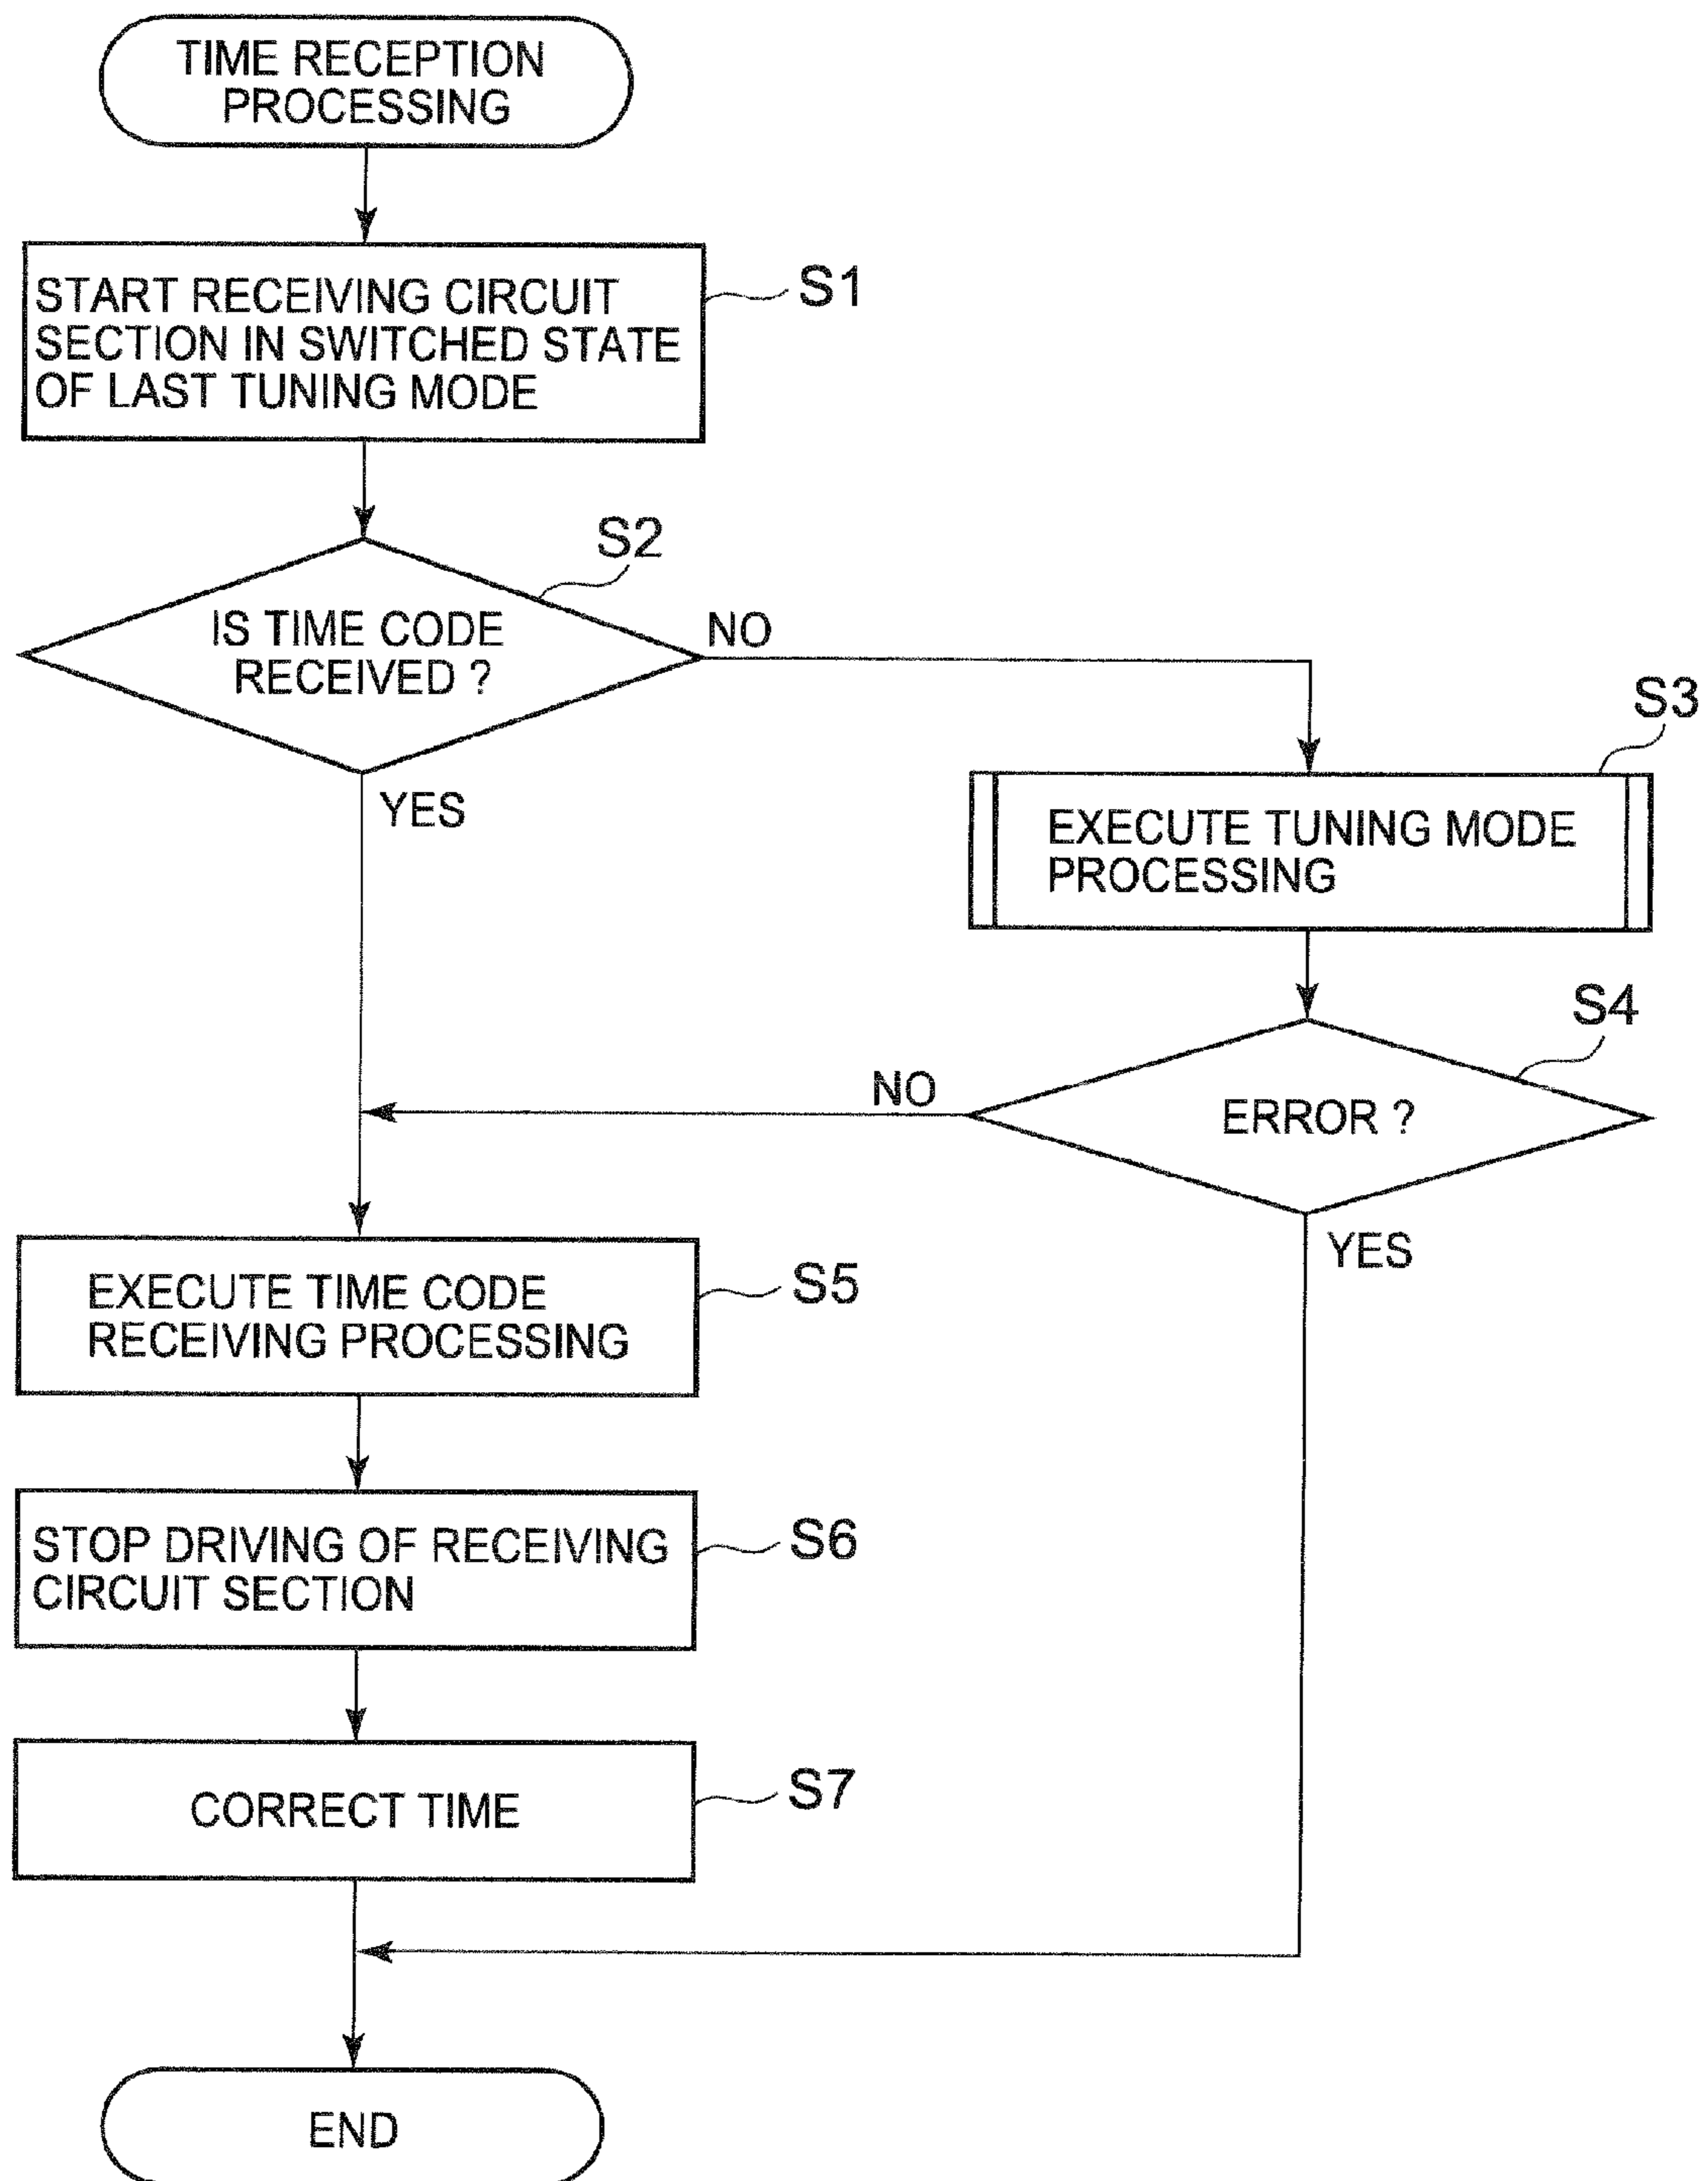 TIME RECEPTION
PROCESSING
START RECEIVING CIRCUIT
SECTION IN SWITCHED STATE
OF LAST TUNING MODE
S1
S2
IS TIME CODE
RECEIVED ?
NO
YES
S3
EXECUTE TUNING MODE
PROCESSING
S4
ERROR ?
NO
YES
EXECUTE TIME CODE
RECEIVING PROCESSING
S5
STOP DRIVING OF RECEIVING
CIRCUIT SECTION
S6
CORRECT TIME
S7
END